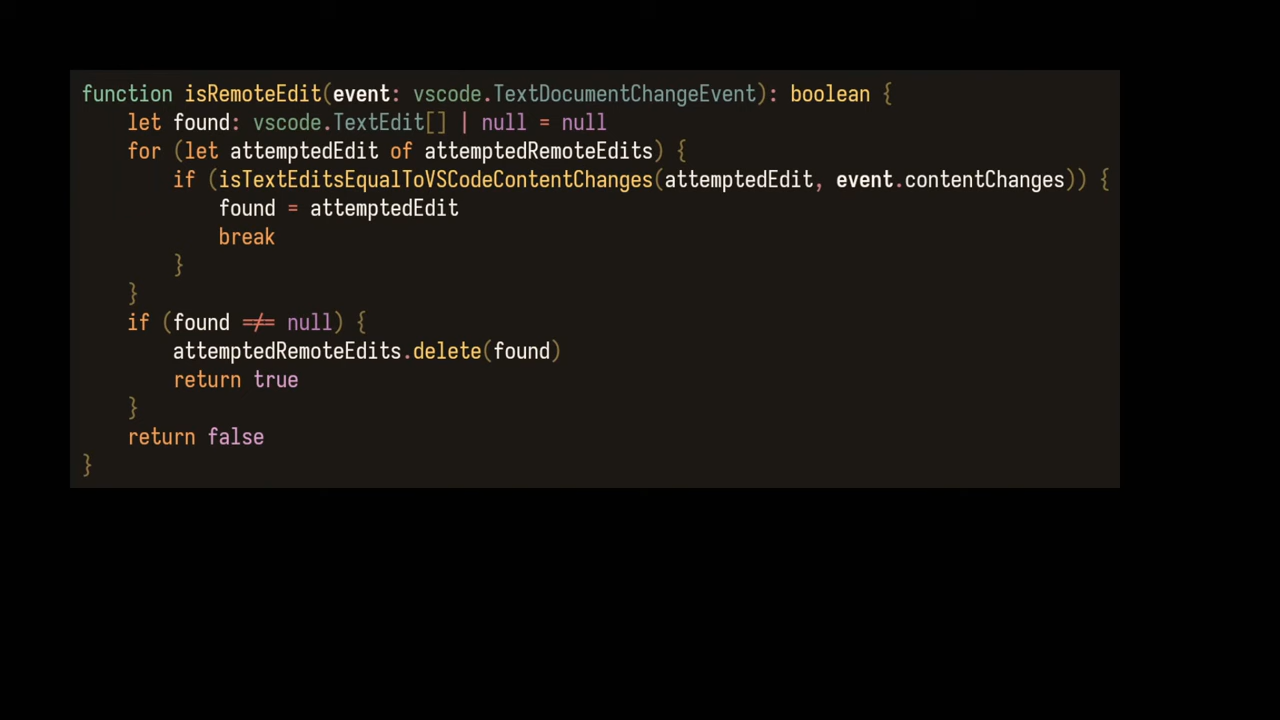 function isRemoteEdit(event: vscode.TextDocumentChangeEvent): boolean {
    let found: vscode.TextEdit[] | null = null
    for (let attemptedEdit of attemptedRemoteEdits) {
        if (isTextEditsEqualToVSCodeContentChanges(attemptedEdit, event.contentChanges)) {
            found = attemptedEdit
            break
        }
    }
    if (found !== null) {
        attemptedRemoteEdits.delete(found)
        return true
    }
    return false
}